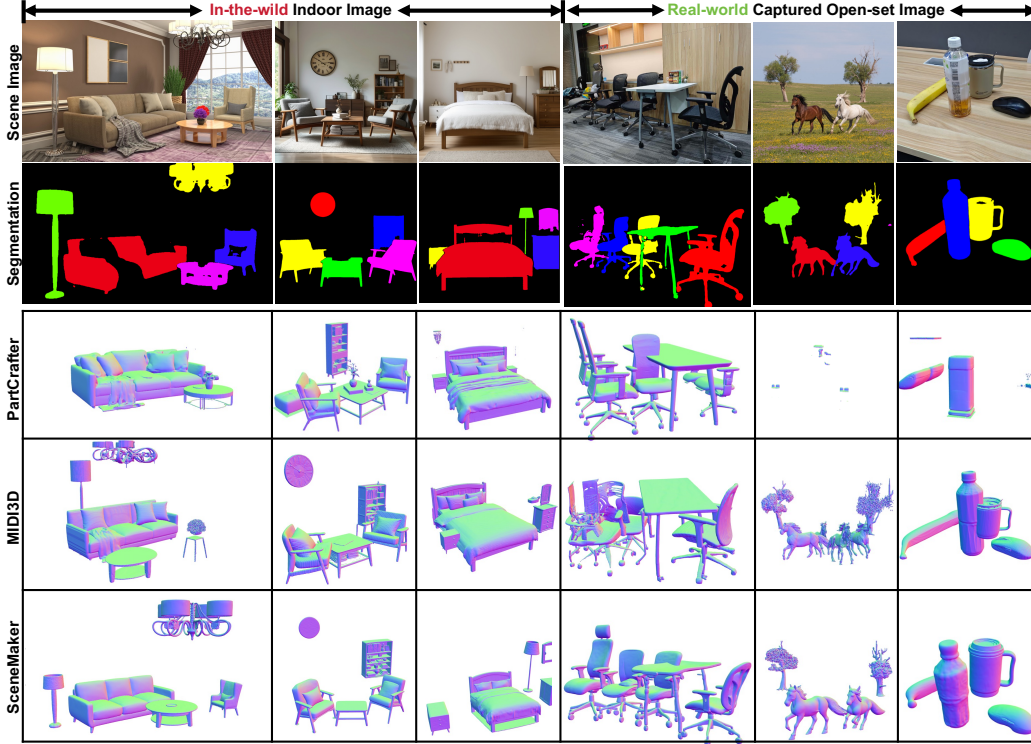 In-the-wild Indoor Image
Real-world Captured Open-set Image
Scene Image
Segmentation
PartCrafter
MIDI3D
SceneMaker